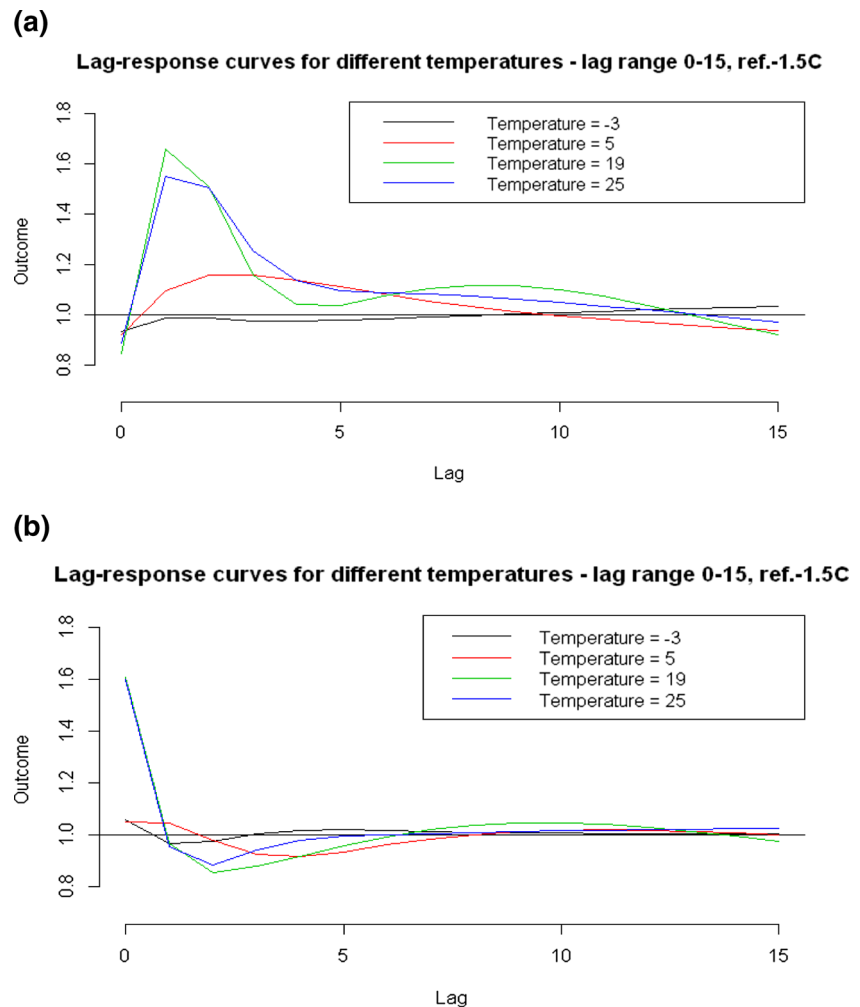 (a)
Lag-response curves for different temperatures - lag range 0-15, ref.-1.5C
Temperature = -3
Temperature = 5
Temperature = 19
Temperature = 25
Outcome
1.8
1.6
1.4
1.2
1.0
0.8
0 5 10 15
Lag
(b)
Lag-response curves for different temperatures - lag range 0-15, ref.-1.5C
Temperature = -3
Temperature = 5
Temperature = 19
Temperature = 25
Outcome
1.8
1.6
1.4
1.2
1.0
0.8
0 5 10 15
Lag